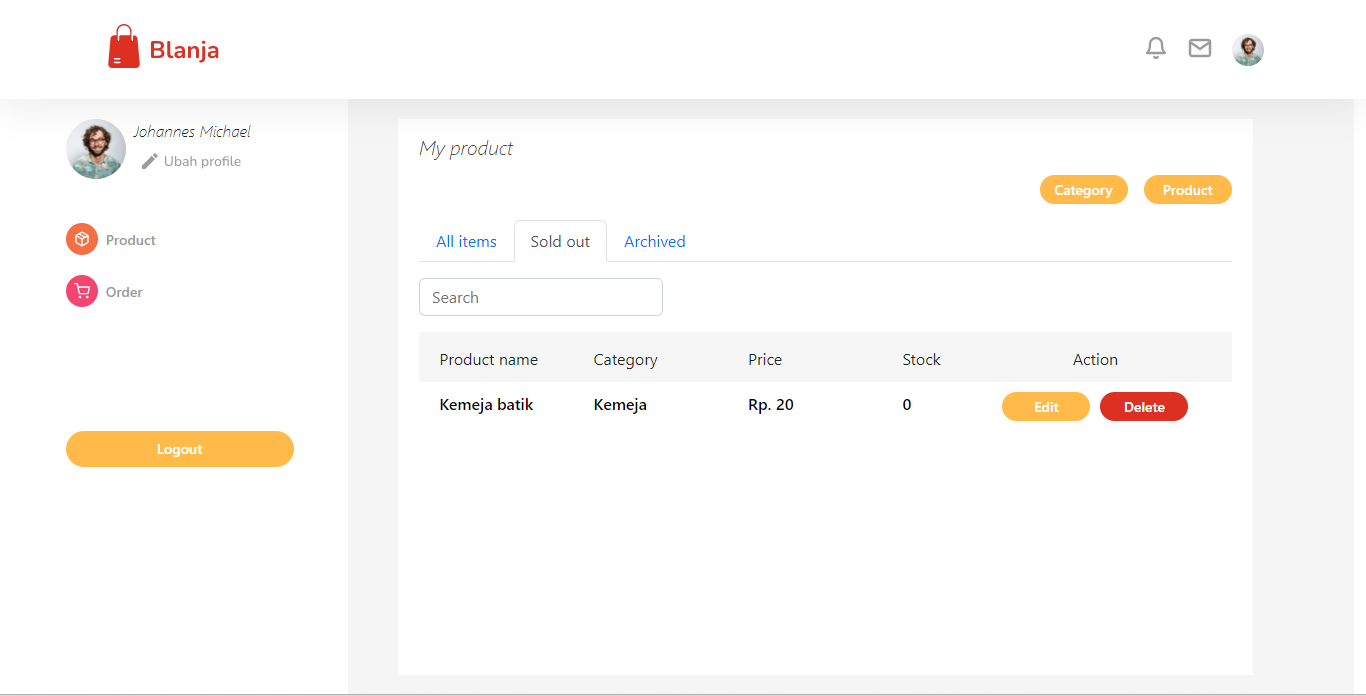 Blanja
Johannes Michael
Ubah profile
Product
Order
Logout
My product
Category Product
All items Sold out Archived
Search
Product name Category Price Stock Action
Kemeja batik Kemeja Rp. 20 0 Edit Delete